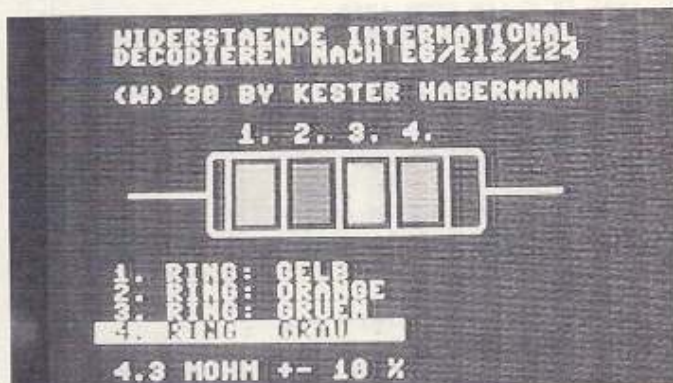 WIDERSTAENDE INTERNATIONAL
DECODIEREN NACH E6/E12/E24
(W)'90 BY KESTER HABERMANN
1. 2. 3. 4.
1. RING: GELB
2. RING: ORANGE
3. RING: GRUEN
4. RING GRAU
4.3 MOHM +- 10 %